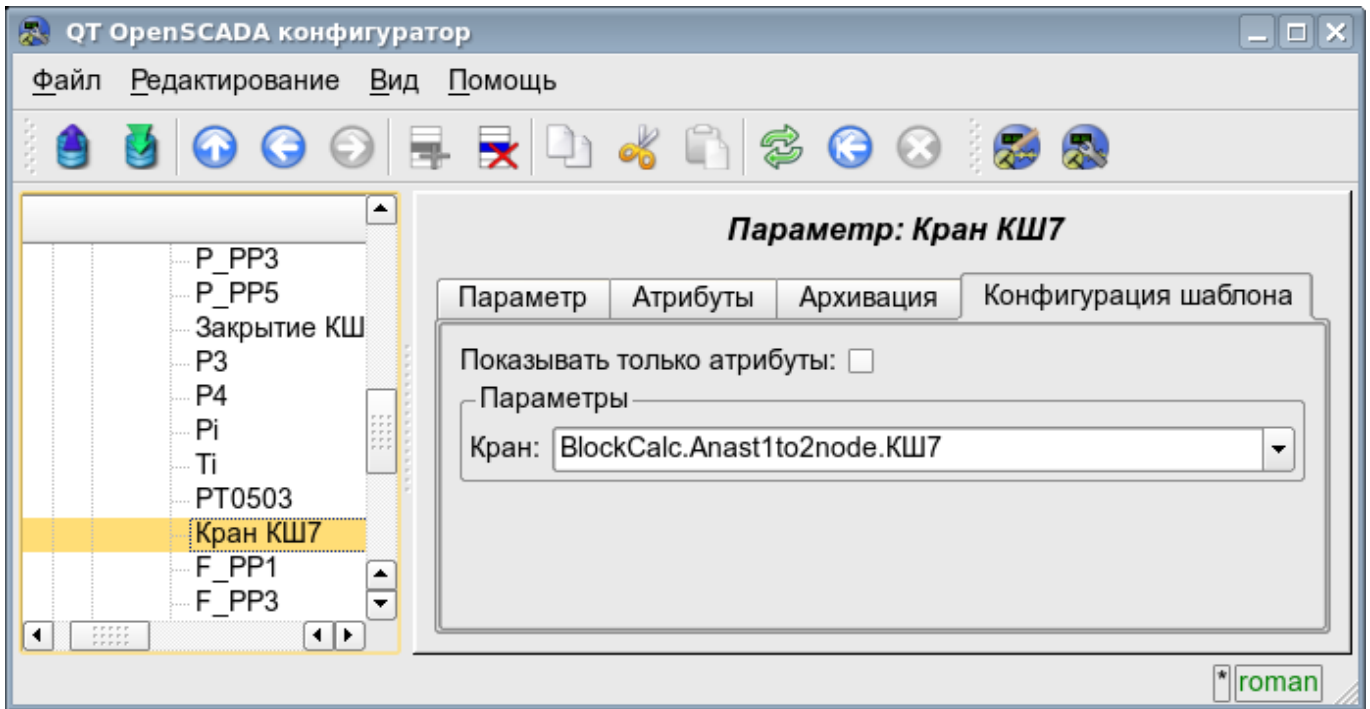 QT OpenSCADA конфигуратор
Файл Редактирование Вид Помощь
P_PP3
P_PP5
Закрытие КШ
P3
P4
Pi
Ti
PT0503
Кран КШ7
F_PP1
F_PP3
Параметр: Кран КШ7
Параметр Атрибуты Архивация Конфигурация шаблона
Показывать только атрибуты:
Параметры
Кран: BlockCalc.Anast1to2node.КШ7
* roman